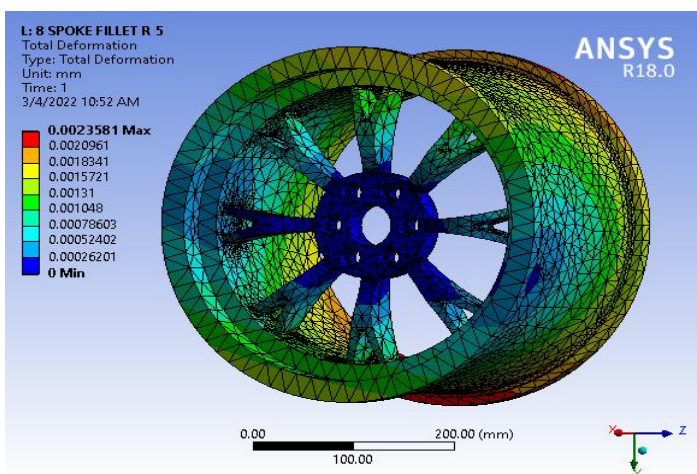 L: 8 SPOKE FILLET R 5
Total Deformation
Type: Total Deformation
Unit: mm
Time: 1
3/4/2022 10:52 AM
ANSYS
R18.0
0.0023581 Max
0.0020961
0.0018341
0.0015721
0.00131
0.001048
0.00078603
0.00052402
0.00026201
0 Min
0.00
200.00 (mm)
100.00
X
Z
Y